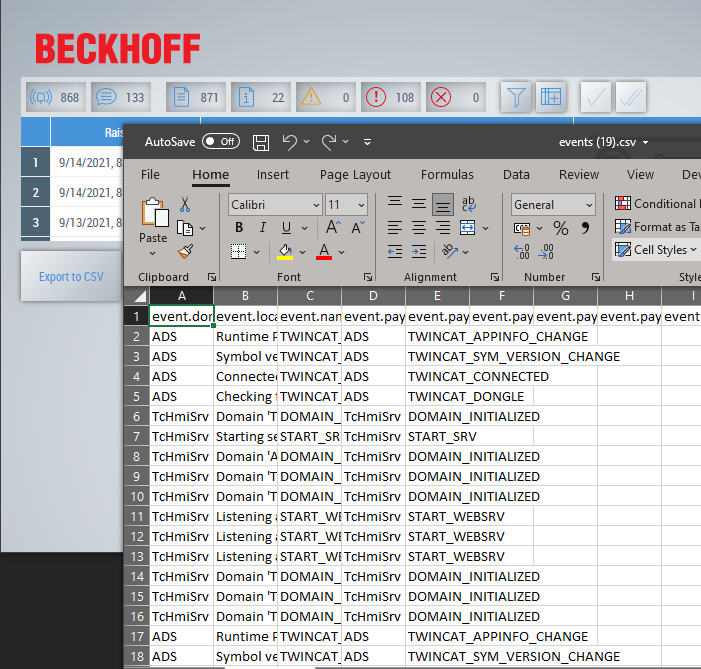 BECKHOFF
868 133 871 22 0 108 0
Rais
1 9/14/2021, 8
2 9/14/2021, 8
3 9/13/2021, 8
Export to CSV
AutoSave Off events (19).csv
File Home Insert Page Layout Formulas Data Review View Dev
Paste
Calibri 11
General
Conditional
B I U A A
% 9
Format as Ta
A
Cell Styles
Clipboard Font Alignment Number Style
A B C D E F G H I
1 event.don event.loca event.nan event.pay event.pay event.pay event.pay event.pay event
2 ADS Runtime P TWINCAT_ ADS TWINCAT_APPINFO_CHANGE
3 ADS Symbol ve TWINCAT_ ADS TWINCAT_SYM_VERSION_CHANGE
4 ADS Connected TWINCAT_ ADS TWINCAT_CONNECTED
5 ADS Checking TWINCAT_ ADS TWINCAT_DONGLE
6 TcHmiSrv Domain 'T DOMAIN_ TcHmiSrv DOMAIN_INITIALIZED
7 TcHmiSrv Starting se START_SR TcHmiSrv START_SRV
8 TcHmiSrv Domain 'A DOMAIN_ TcHmiSrv DOMAIN_INITIALIZED
9 TcHmiSrv Domain 'T DOMAIN_ TcHmiSrv DOMAIN_INITIALIZED
10 TcHmiSrv Domain 'T DOMAIN_ TcHmiSrv DOMAIN_INITIALIZED
11 TcHmiSrv Listening a START_WE TcHmiSrv START_WEBSRV
12 TcHmiSrv Listening a START_WE TcHmiSrv START_WEBSRV
13 TcHmiSrv Listening a START_WE TcHmiSrv START_WEBSRV
14 TcHmiSrv Domain 'T DOMAIN_ TcHmiSrv DOMAIN_INITIALIZED
15 TcHmiSrv Domain 'T DOMAIN_ TcHmiSrv DOMAIN_INITIALIZED
16 TcHmiSrv Domain 'T DOMAIN_ TcHmiSrv DOMAIN_INITIALIZED
17 ADS Runtime P TWINCAT_ ADS TWINCAT_APPINFO_CHANGE
18 ADS Symbol ve TWINCAT_ ADS TWINCAT_SYM_VERSION_CHANGE